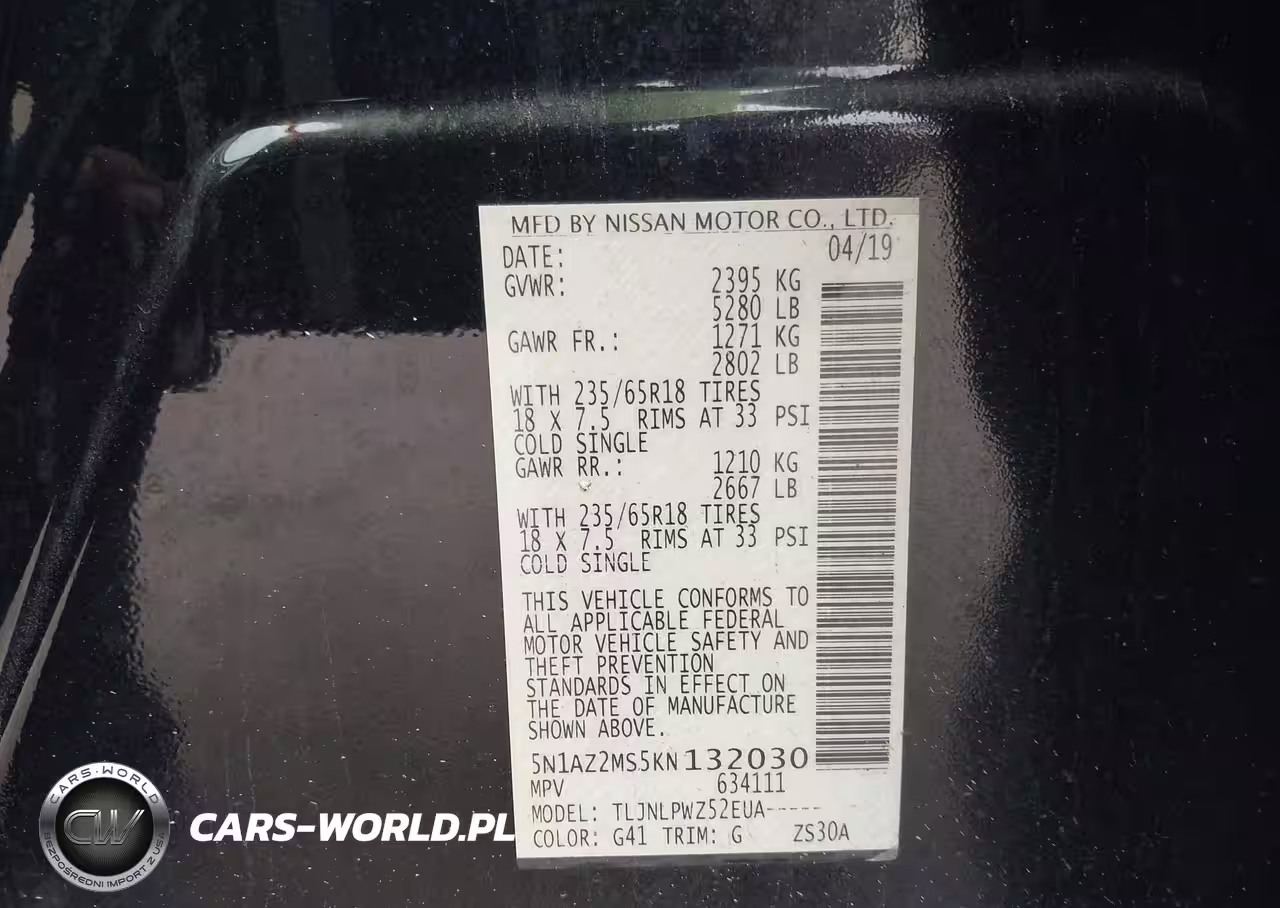 MFD BY NISSAN MOTOR CO., LTD.
DATE: 04/19
GVWR: 2395 KG
5280 LB
GAWR FR.: 1271 KG
2802 LB
WITH 235/65R18 TIRES
18 X 7.5 RIMS AT 33 PSI
COLD SINGLE
GAWR RR.: 1210 KG
2667 LB
WITH 235/65R18 TIRES
18 X 7.5 RIMS AT 33 PSI
COLD SINGLE
THIS VEHICLE CONFORMS TO
ALL APPLICABLE FEDERAL
MOTOR VEHICLE SAFETY AND
THEFT PREVENTION
STANDARDS IN EFFECT ON
THE DATE OF MANUFACTURE
SHOWN ABOVE.
5N1AZ2MS5KN132030
MPV 634111
MODEL: TLJNLPWZ52EUA-----
COLOR: G41 TRIM: G ZS30A
CARS-WORLD
CW
BEZPOŚREDNI IMPORT Z USA
CARS-WORLD.PL